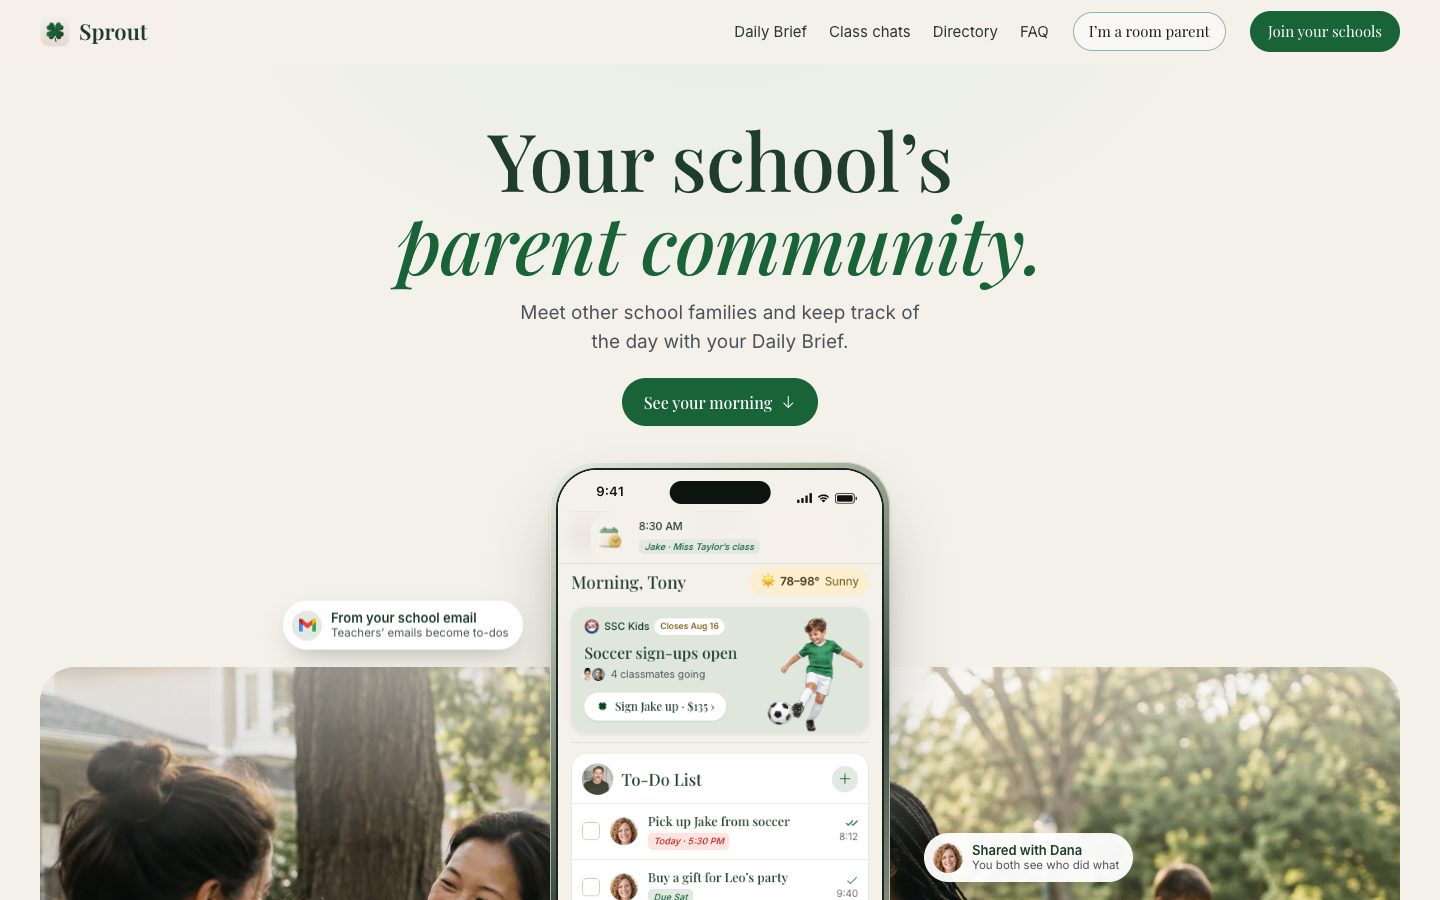 Sprout
Daily Brief
Class chats
Directory
FAQ
I'm a room parent
Join your schools
Your school's
parent community.
Meet other school families and keep track of
the day with your Daily Brief.
See your morning ↓
9:41
8:30 AM
Jake · Miss Taylor's class
Morning, Tony
78–98° Sunny
SSC Kids
Closes Aug 16
Soccer sign-ups open
4 classmates going
Sign Jake up · $135 ›
From your school email
Teachers' emails become to-dos
To-Do List
Pick up Jake from soccer
Today · 5:30 PM
8:12
Shared with Dana
You both see who did what
Buy a gift for Leo's party
Due Sat
9:40